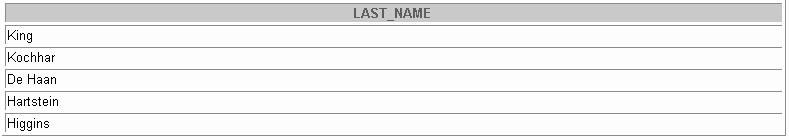 LAST_NAME
King
Kochhar
De Haan
Hartstein
Higgins